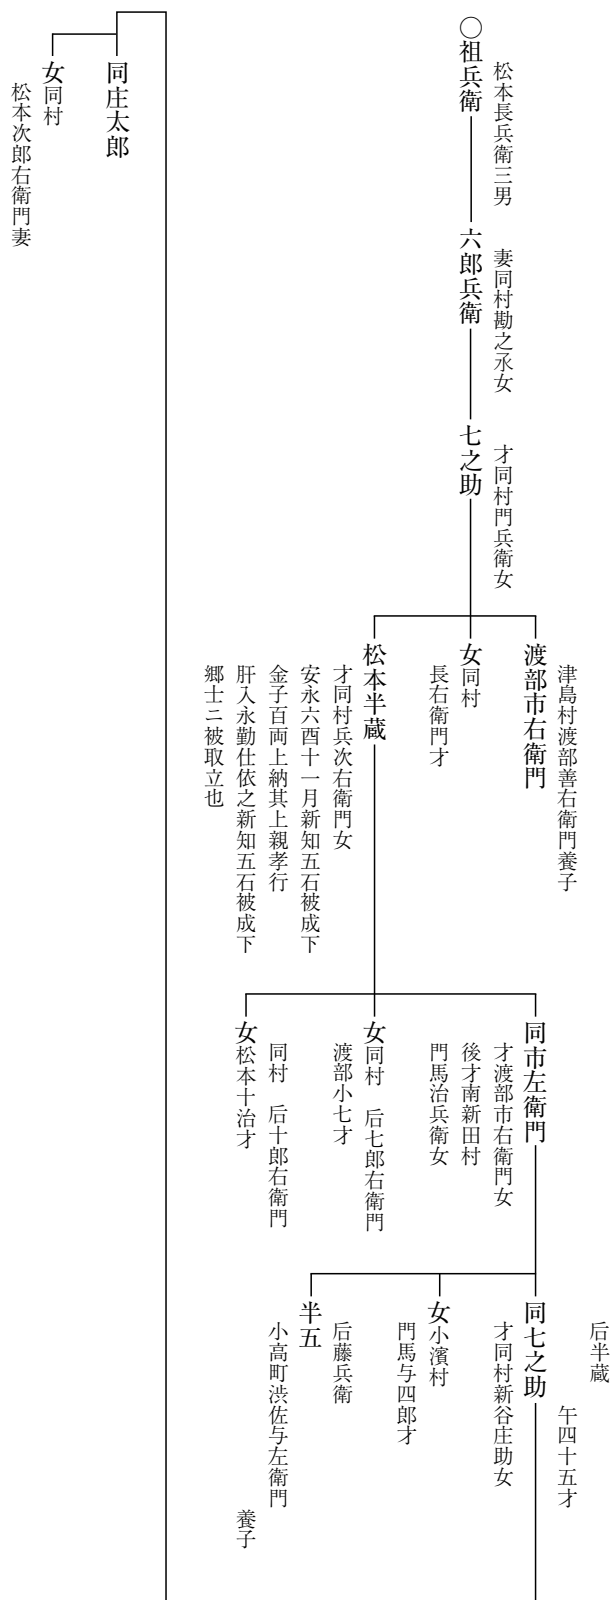 松本長兵衛三男
○祖兵衛
妻同村勘之丞女
六郎兵衛
才同村門兵衛女
七之助
津島村渡部善右衛門養子
渡部市右衛門
女同村
長右衛門才
松本半蔵
才同村兵次右衛門女
安永六酉十一月新知五石被成下
金子百両上納其上親孝行
肝入永勤仕依之新知五石被成下
郷士ニ被取立也
同市左衛門
才渡部市右衛門女
後才南新田村
門馬治兵衛女
女同村　后七郎右衛門
渡部小七才
同村　后十郎右衛門
女松本十治才
后半蔵
午四十五才
同七之助
才同村新谷庄助女
女小濱村
門馬与四郎才
后藤兵衛
半五
小高町渋佐与左衛門
養子
同庄太郎
女同村
松本次郎右衛門妻